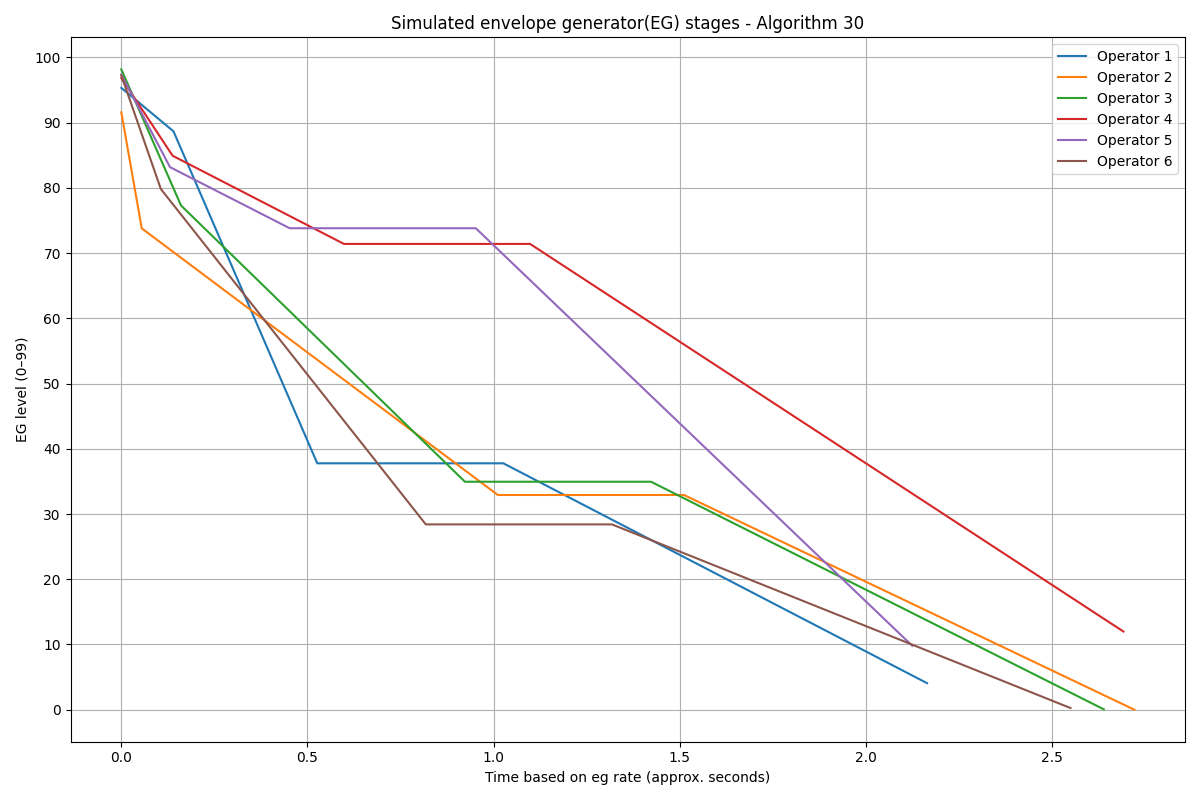 Simulated envelope generator(EG) stages - Algorithm 30
Operator 1
Operator 2
Operator 3
Operator 4
Operator 5
Operator 6
EG level (0–99)
100
90
80
70
60
50
40
30
20
10
0
0.0
0.5
1.0
1.5
2.0
2.5
Time based on eg rate (approx. seconds)